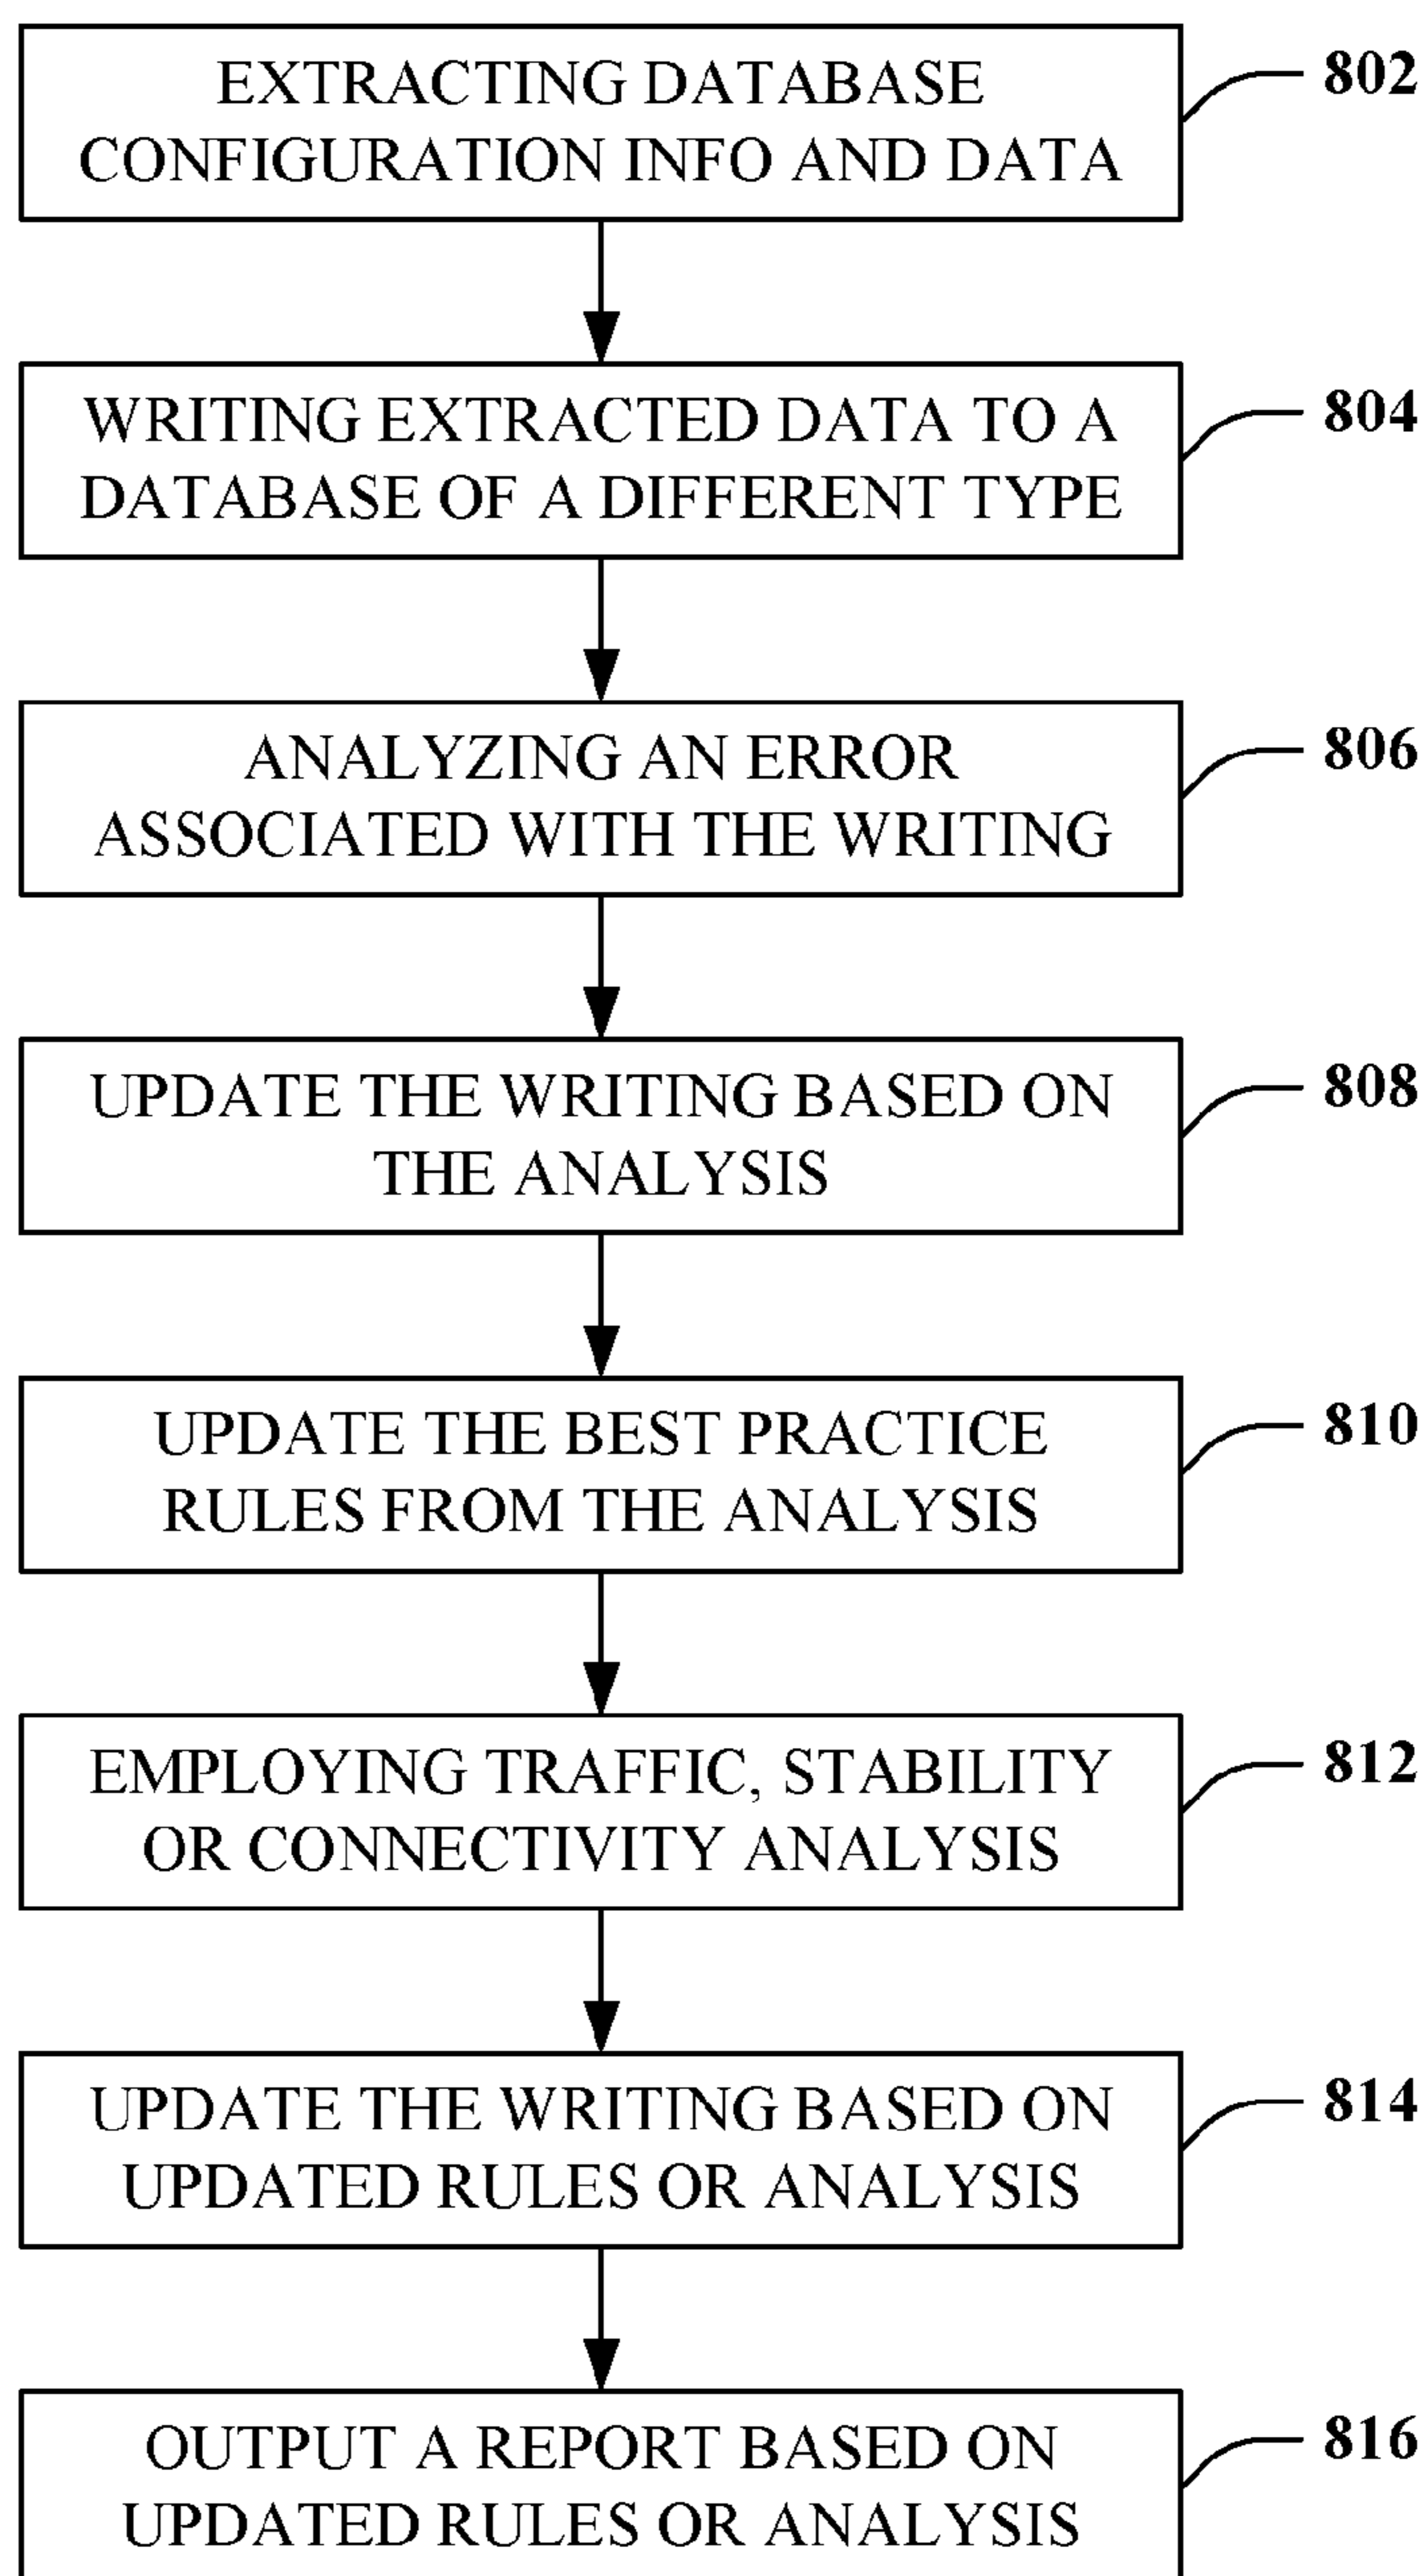 EXTRACTING DATABASE
CONFIGURATION INFO AND DATA
802
WRITING EXTRACTED DATA TO A
DATABASE OF A DIFFERENT TYPE
804
ANALYZING AN ERROR
ASSOCIATED WITH THE WRITING
806
UPDATE THE WRITING BASED ON
THE ANALYSIS
808
UPDATE THE BEST PRACTICE
RULES FROM THE ANALYSIS
810
EMPLOYING TRAFFIC, STABILITY
OR CONNECTIVITY ANALYSIS
812
UPDATE THE WRITING BASED ON
UPDATED RULES OR ANALYSIS
814
OUTPUT A REPORT BASED ON
UPDATED RULES OR ANALYSIS
816